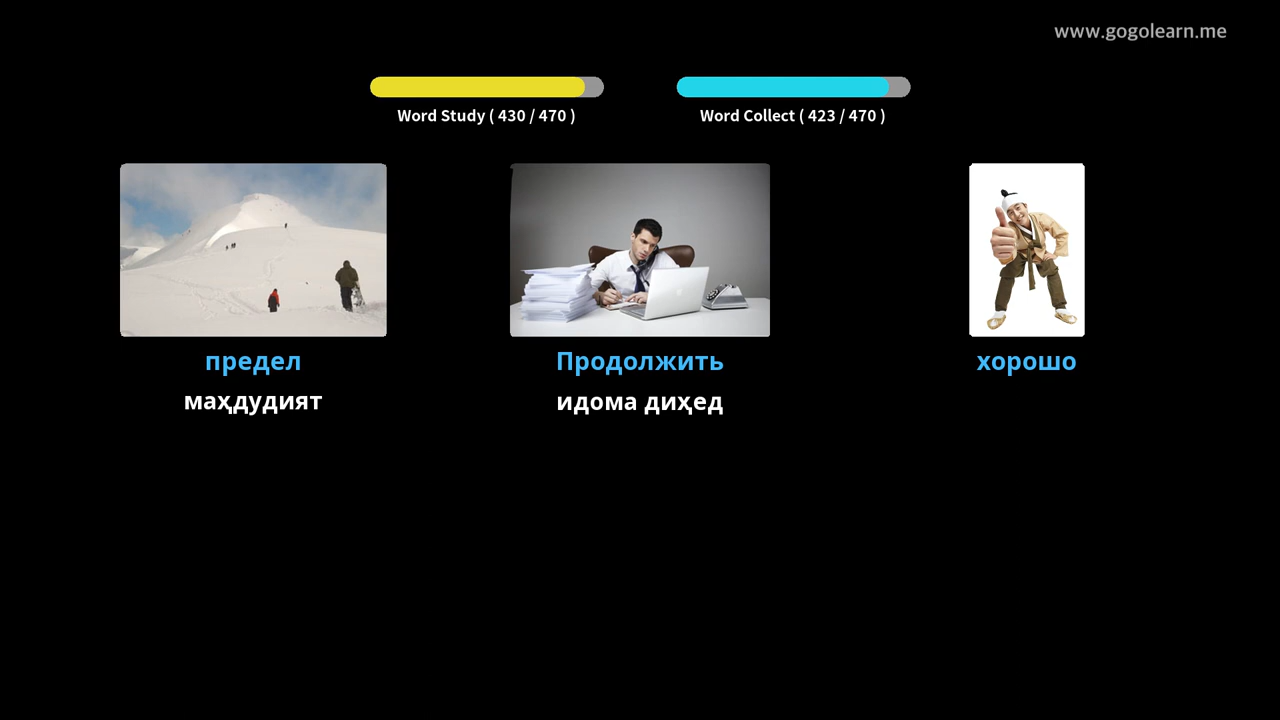 www.gogolearn.me
Word Study ( 430 / 470 )
Word Collect ( 423 / 470 )
предел
Продолжить
хорошо
маҳдудият
идома диҳед